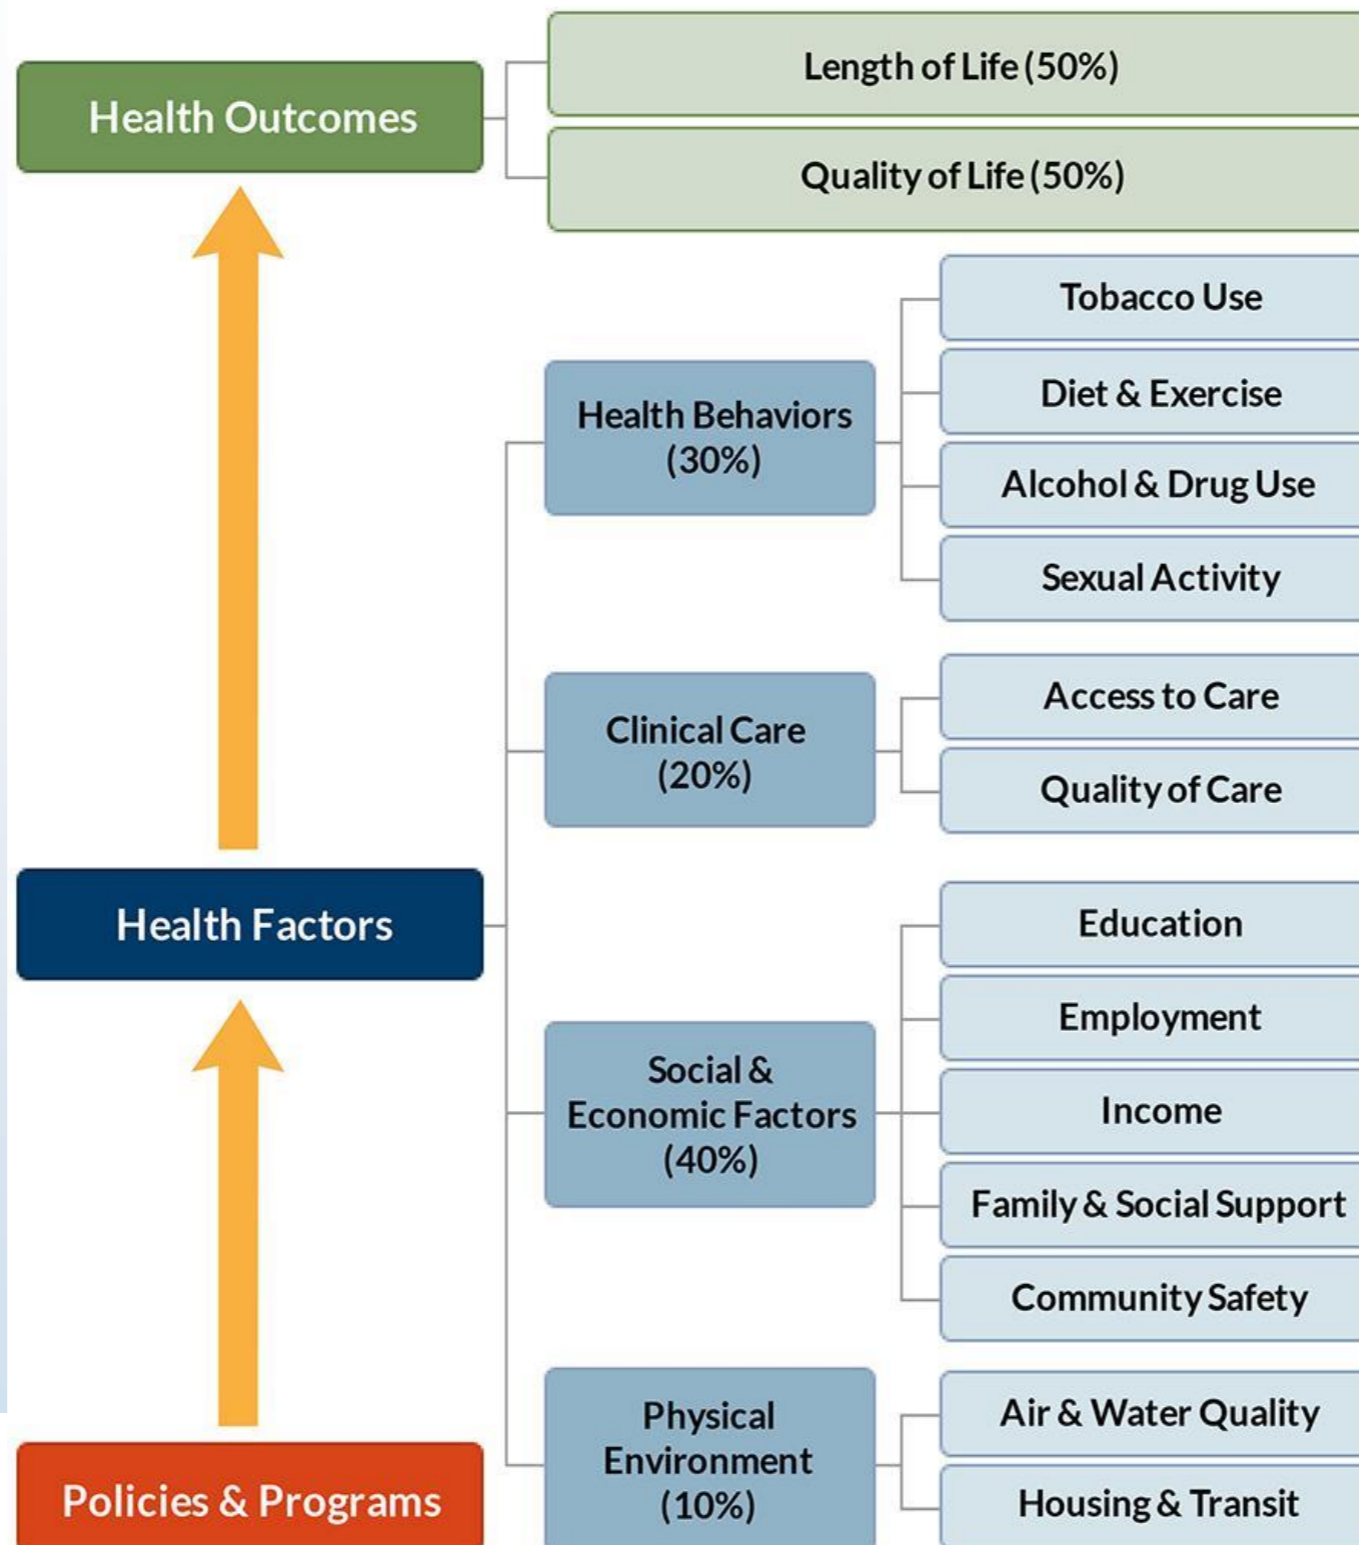 Health Outcomes
Length of Life (50%)
Quality of Life (50%)
Health Behaviors
(30%)
Tobacco Use
Diet & Exercise
Alcohol & Drug Use
Sexual Activity
Clinical Care
(20%)
Access to Care
Quality of Care
Health Factors
Social &
Economic Factors
(40%)
Education
Employment
Income
Family & Social Support
Community Safety
Physical
Environment
(10%)
Air & Water Quality
Housing & Transit
Policies & Programs